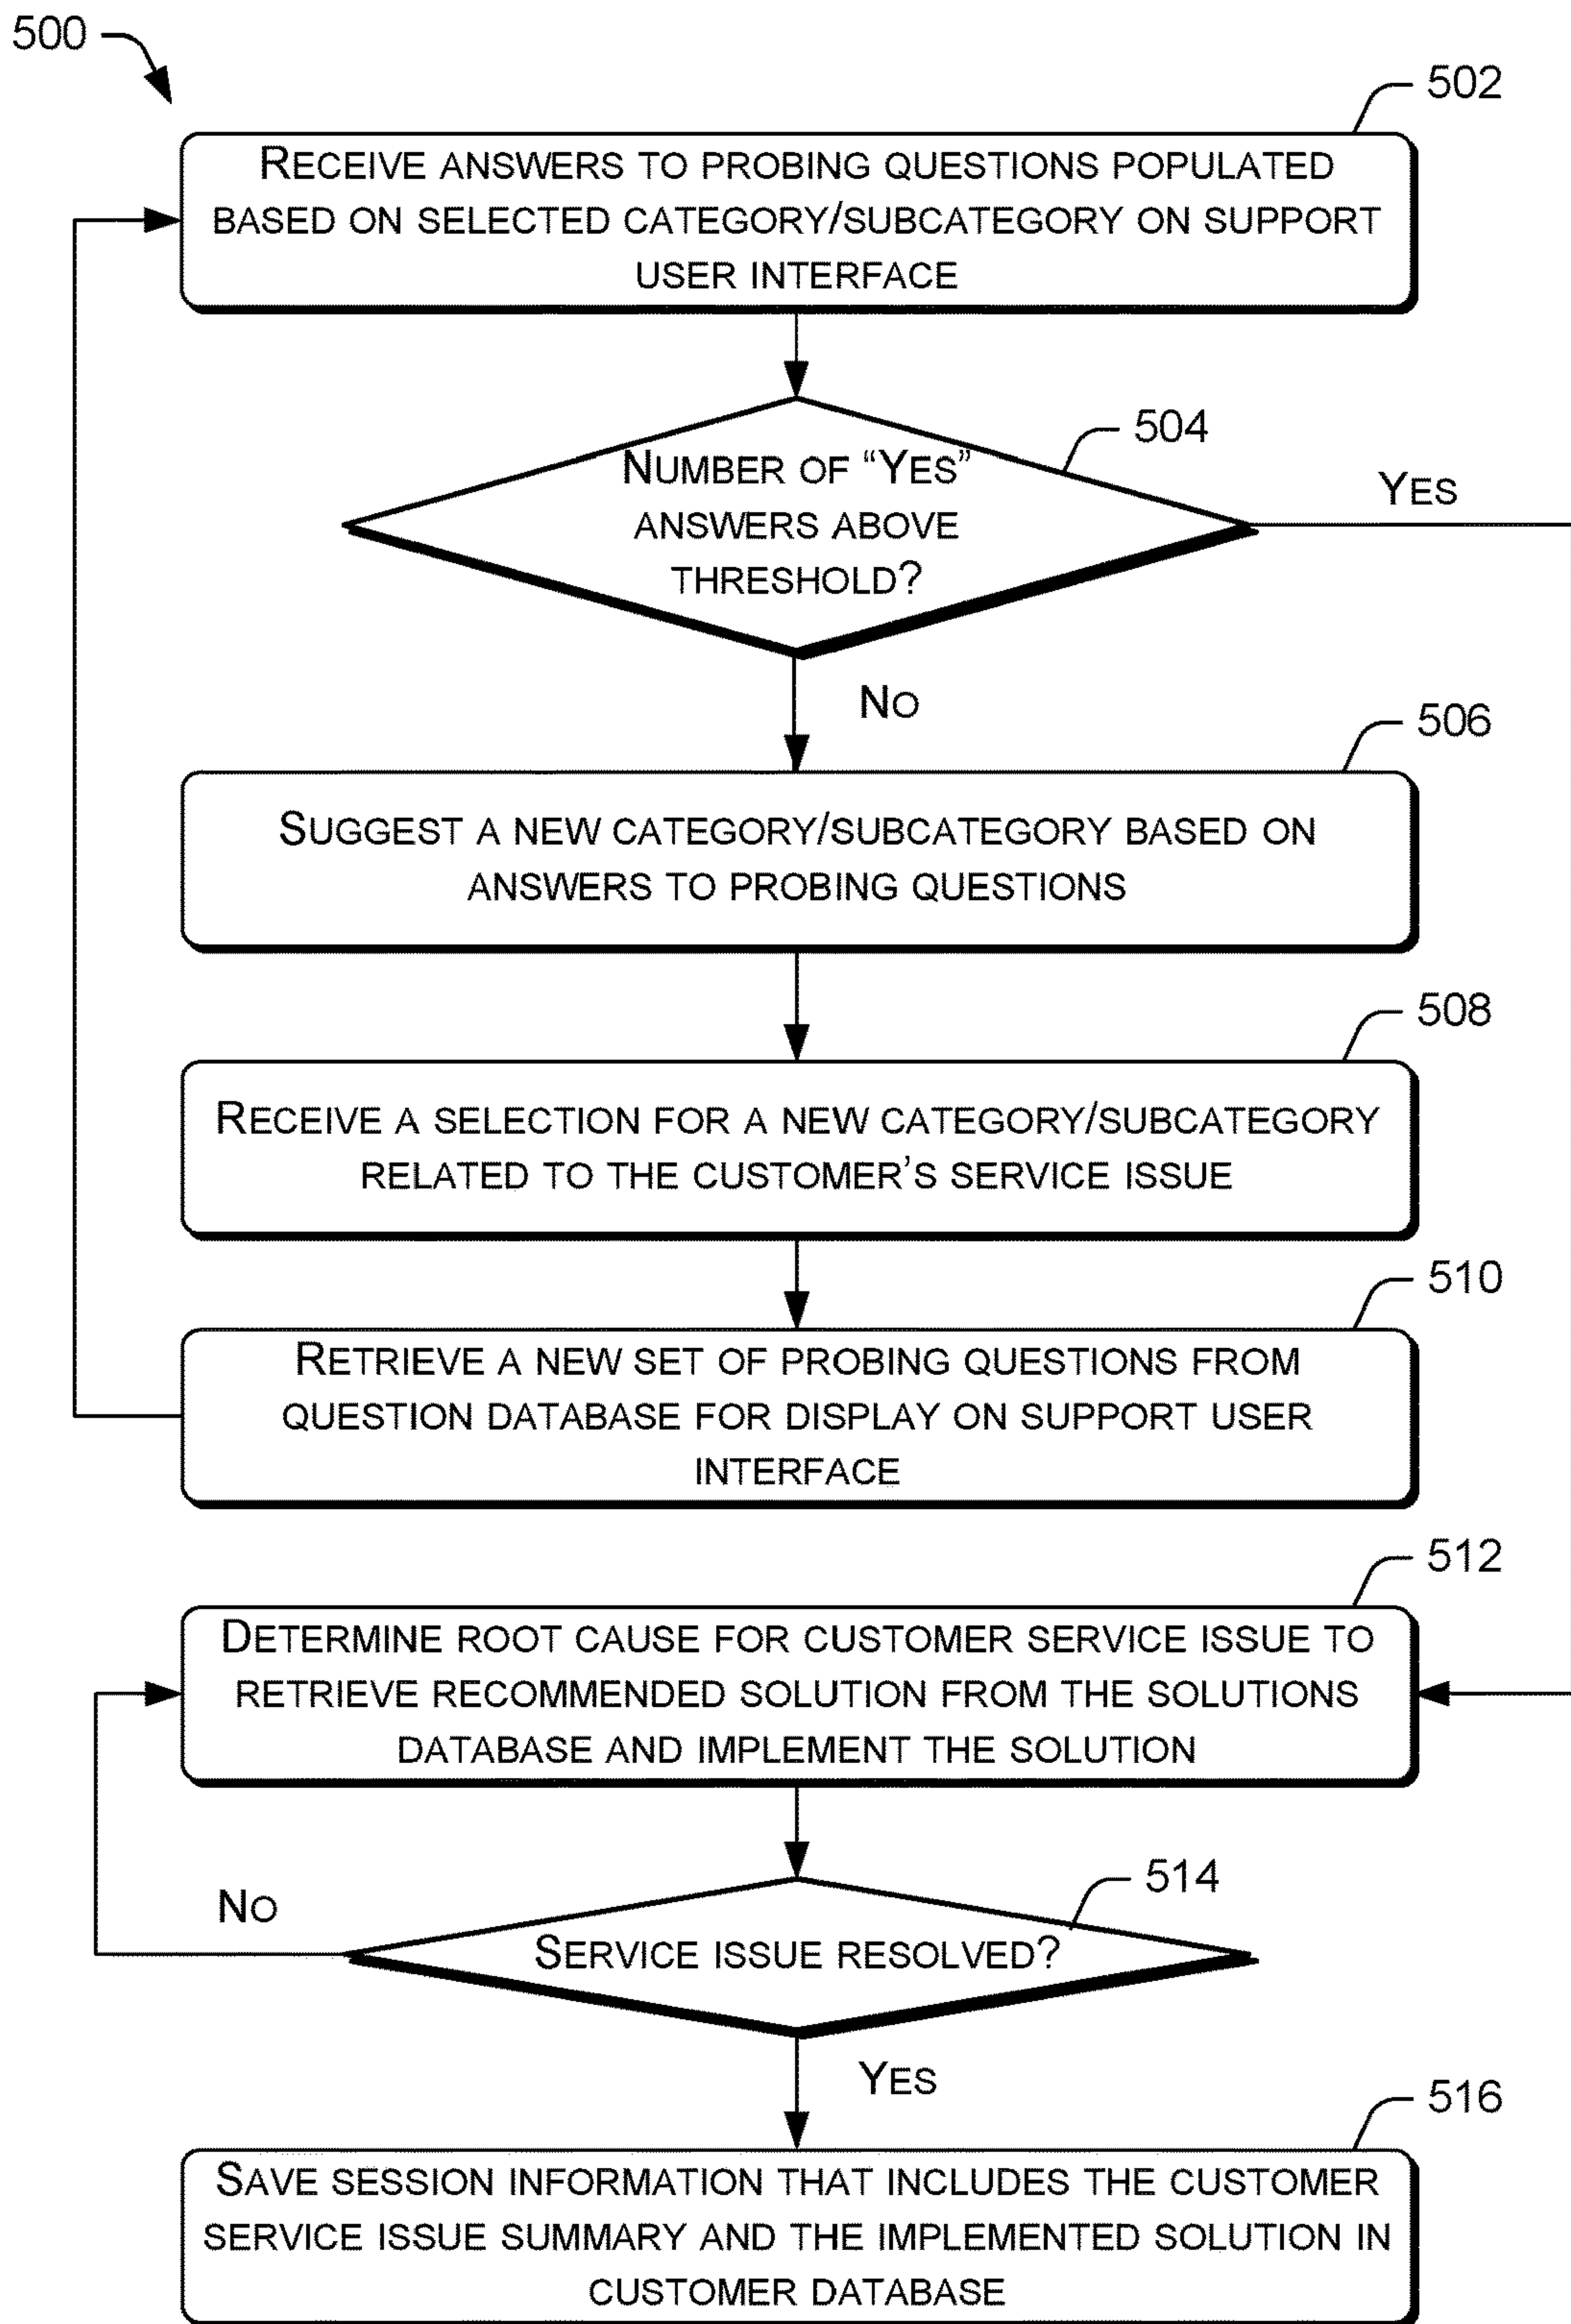 500
502
Receive answers to probing questions populated
based on selected category/subcategory on support
user interface
504
Number of “Yes”
answers above
threshold?
Yes
No
506
Suggest a new category/subcategory based on
answers to probing questions
508
Receive a selection for a new category/subcategory
related to the customer’s service issue
510
Retrieve a new set of probing questions from
question database for display on support user
interface
512
Determine root cause for customer service issue to
retrieve recommended solution from the solutions
database and implement the solution
514
No
Service issue resolved?
Yes
516
Save session information that includes the customer
service issue summary and the implemented solution in
customer database